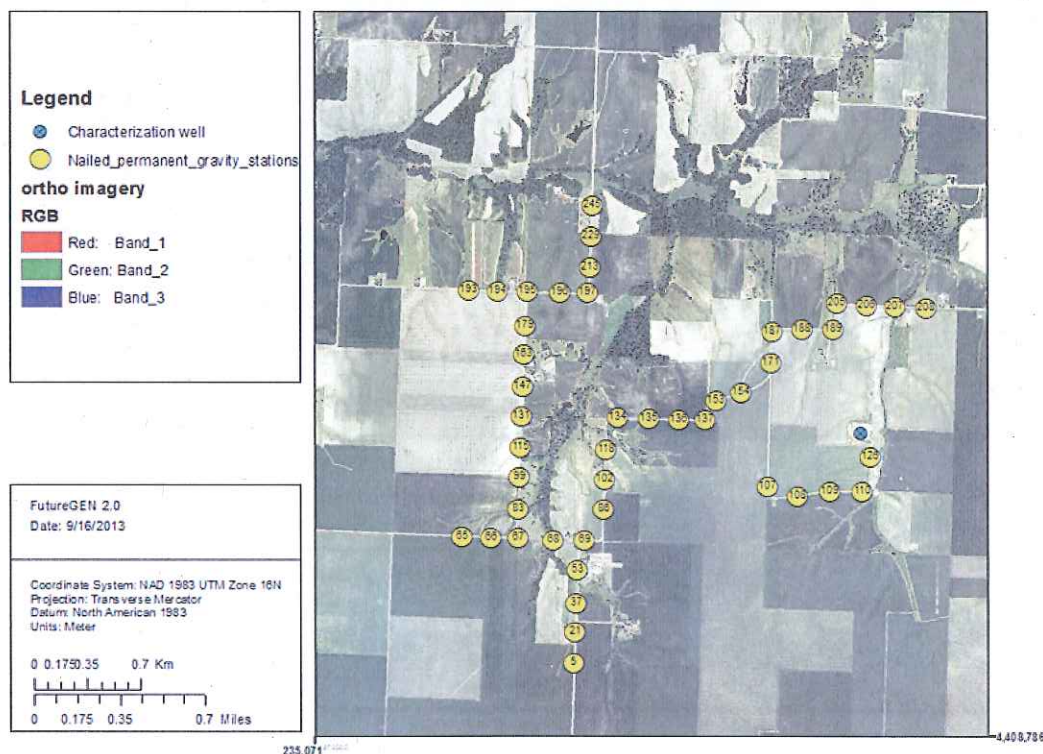 Legend
Characterization well
Nailed_permanent_gravity_stations
ortho imagery
RGB
Red: Band_1
Green: Band_2
Blue: Band_3
FutureGEN 2.0
Date: 9/16/2013
Coordinate System: NAD 1983 UTM Zone 16N
Projection: Transverse Mercator
Datum: North American 1983
Units: Meter
0 0.175 0.35 0.7 Km
0 0.175 0.35 0.7 Miles
245
229
213
193 194 195 196 197
205 206 207 208
179
187 188 189
163
171
147
154
153
131
134 135 136 137
115
118
126
99
102
107 108 109 110
83
86
65 66 67 68 69
53
37
21
5
235,071
4,408,786